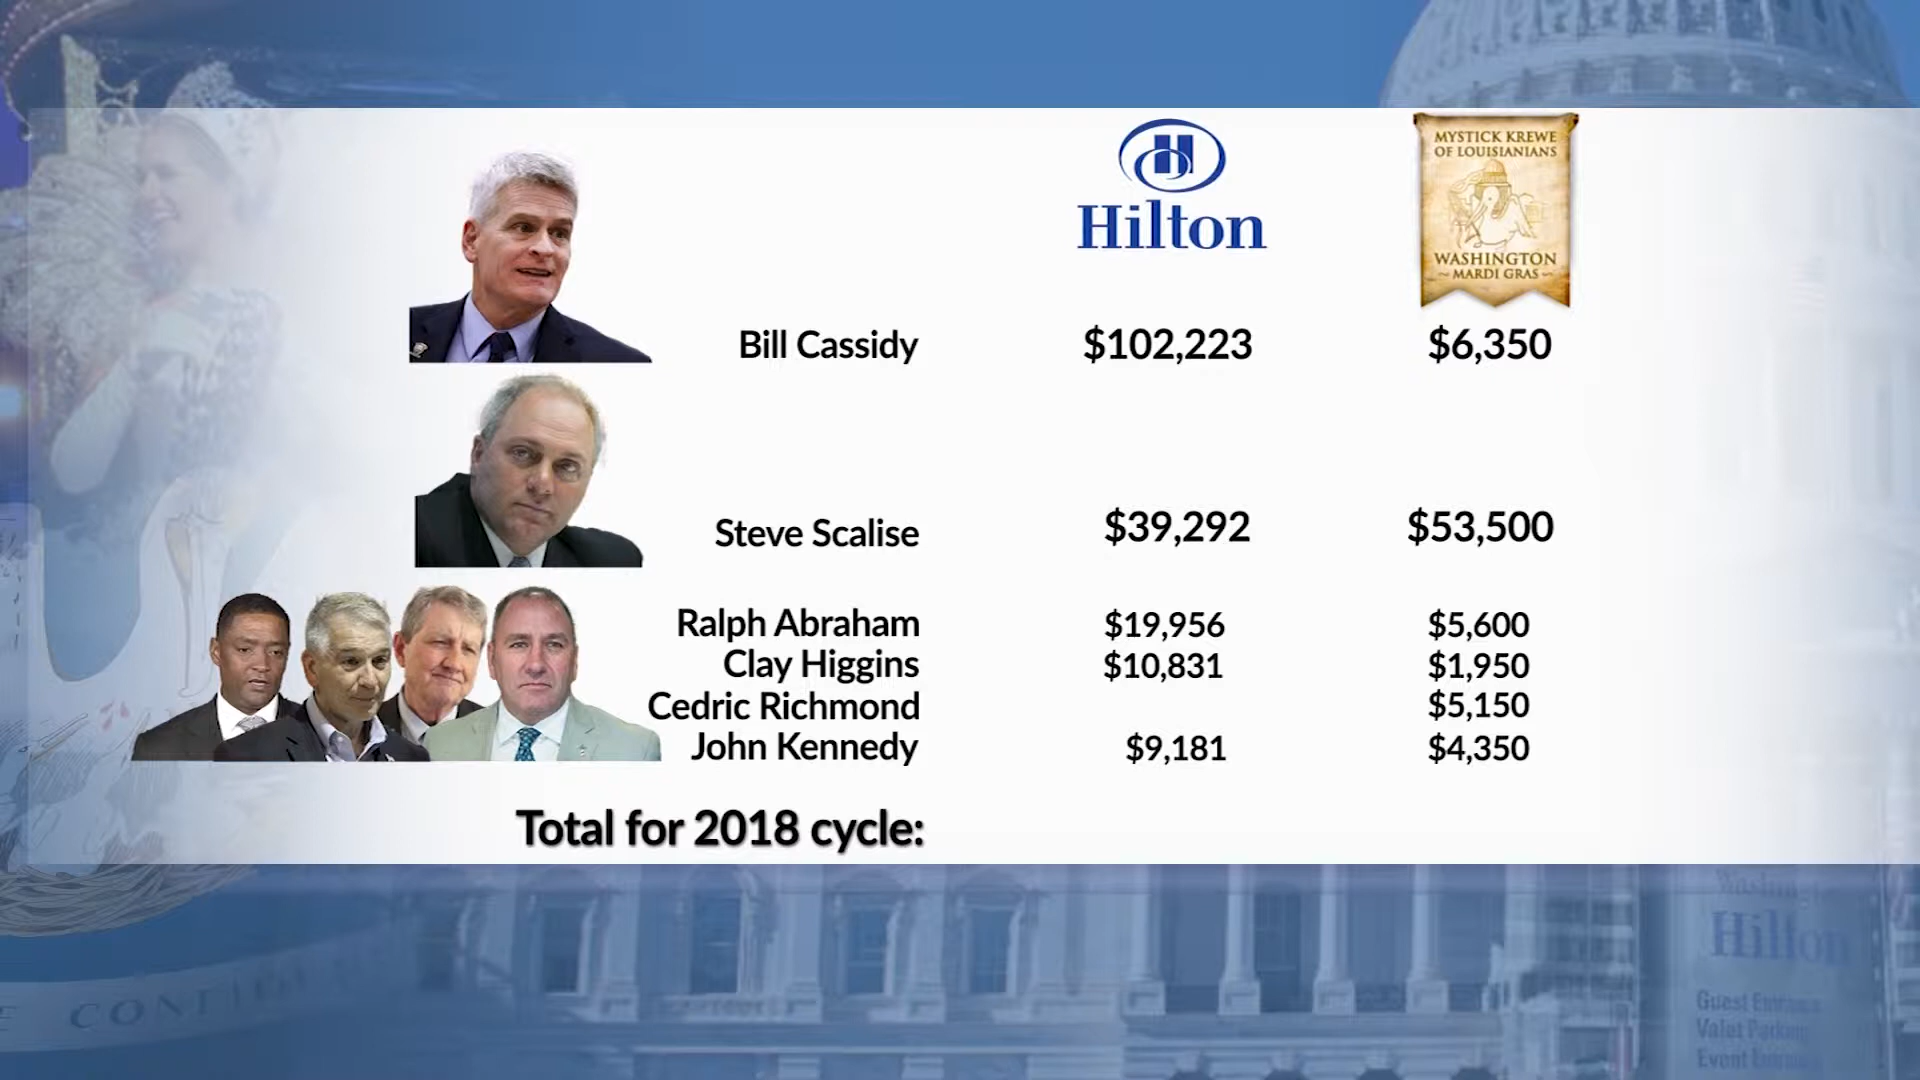 MYSTICK KREWE
OF LOUISIANIANS
WASHINGTON
~ MARDI GRAS ~
Hilton
Bill Cassidy $102,223 $6,350
Steve Scalise $39,292 $53,500
Ralph Abraham $19,956 $5,600
Clay Higgins $10,831 $1,950
Cedric Richmond $5,150
John Kennedy $9,181 $4,350
Total for 2018 cycle:
Washington
Hilton
Guest Entrance
Valet Parking
Event